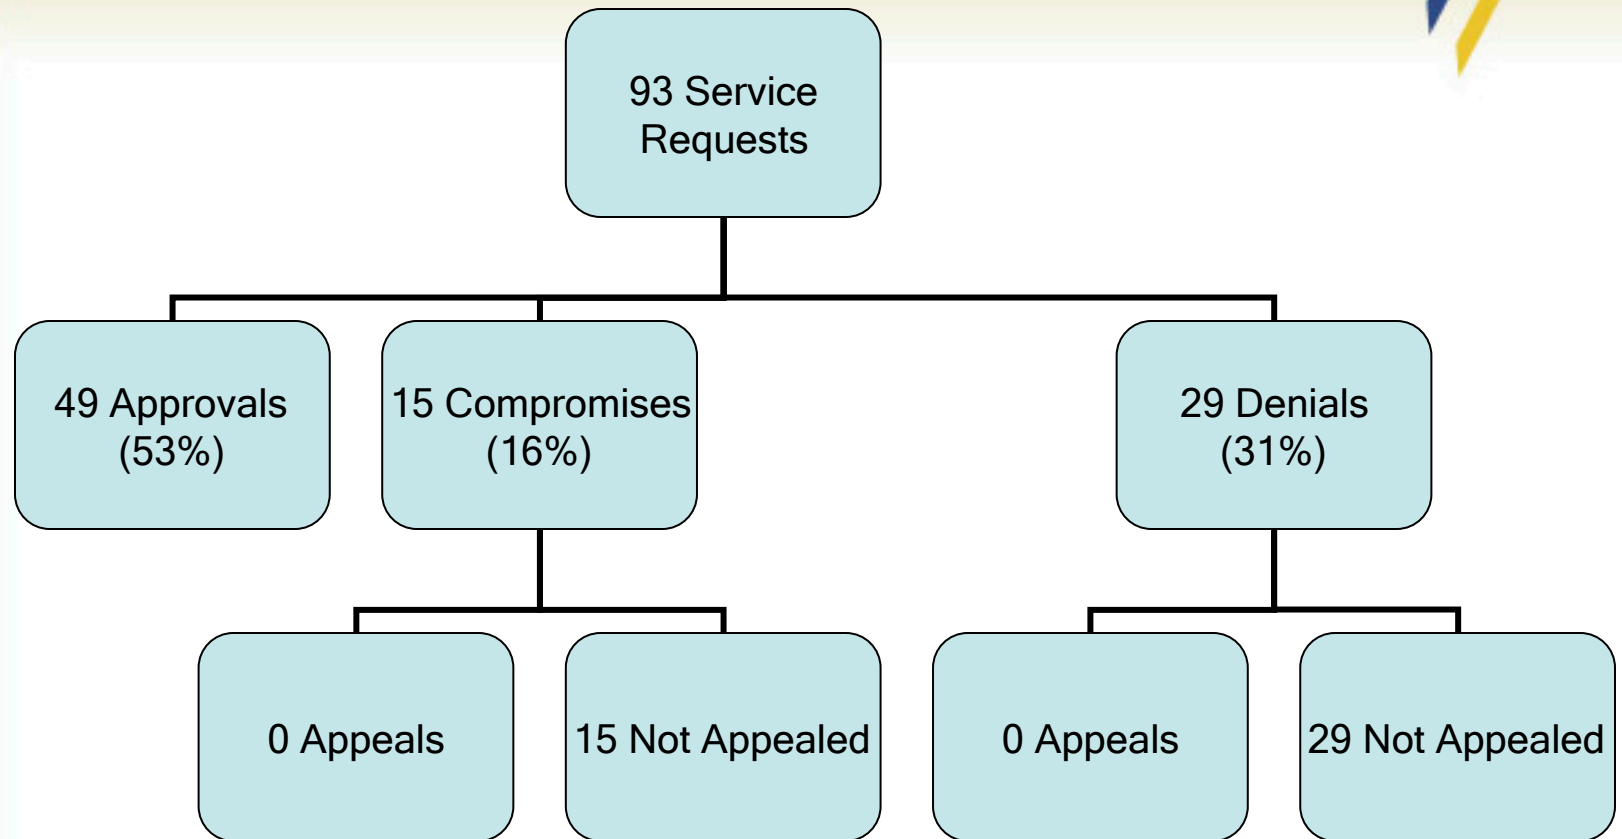 93 Service
Requests
49 Approvals
(53%)
15 Compromises
(16%)
29 Denials
(31%)
0 Appeals
15 Not Appealed
0 Appeals
29 Not Appealed